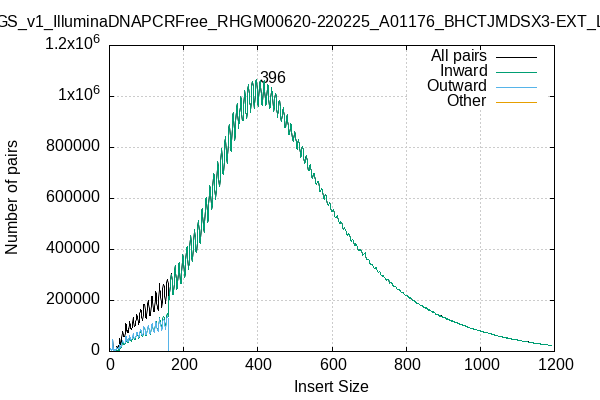 GS_v1_IlluminaDNAPCRFree_RHGM00620-220225_A01176_BHCTJMDSX3-EXT_L
1.2x10^6
1x10^6
800000
600000
400000
200000
0
Number of pairs
396
All pairs
Inward
Outward
Other
0 200 400 600 800 1000 1200
Insert Size